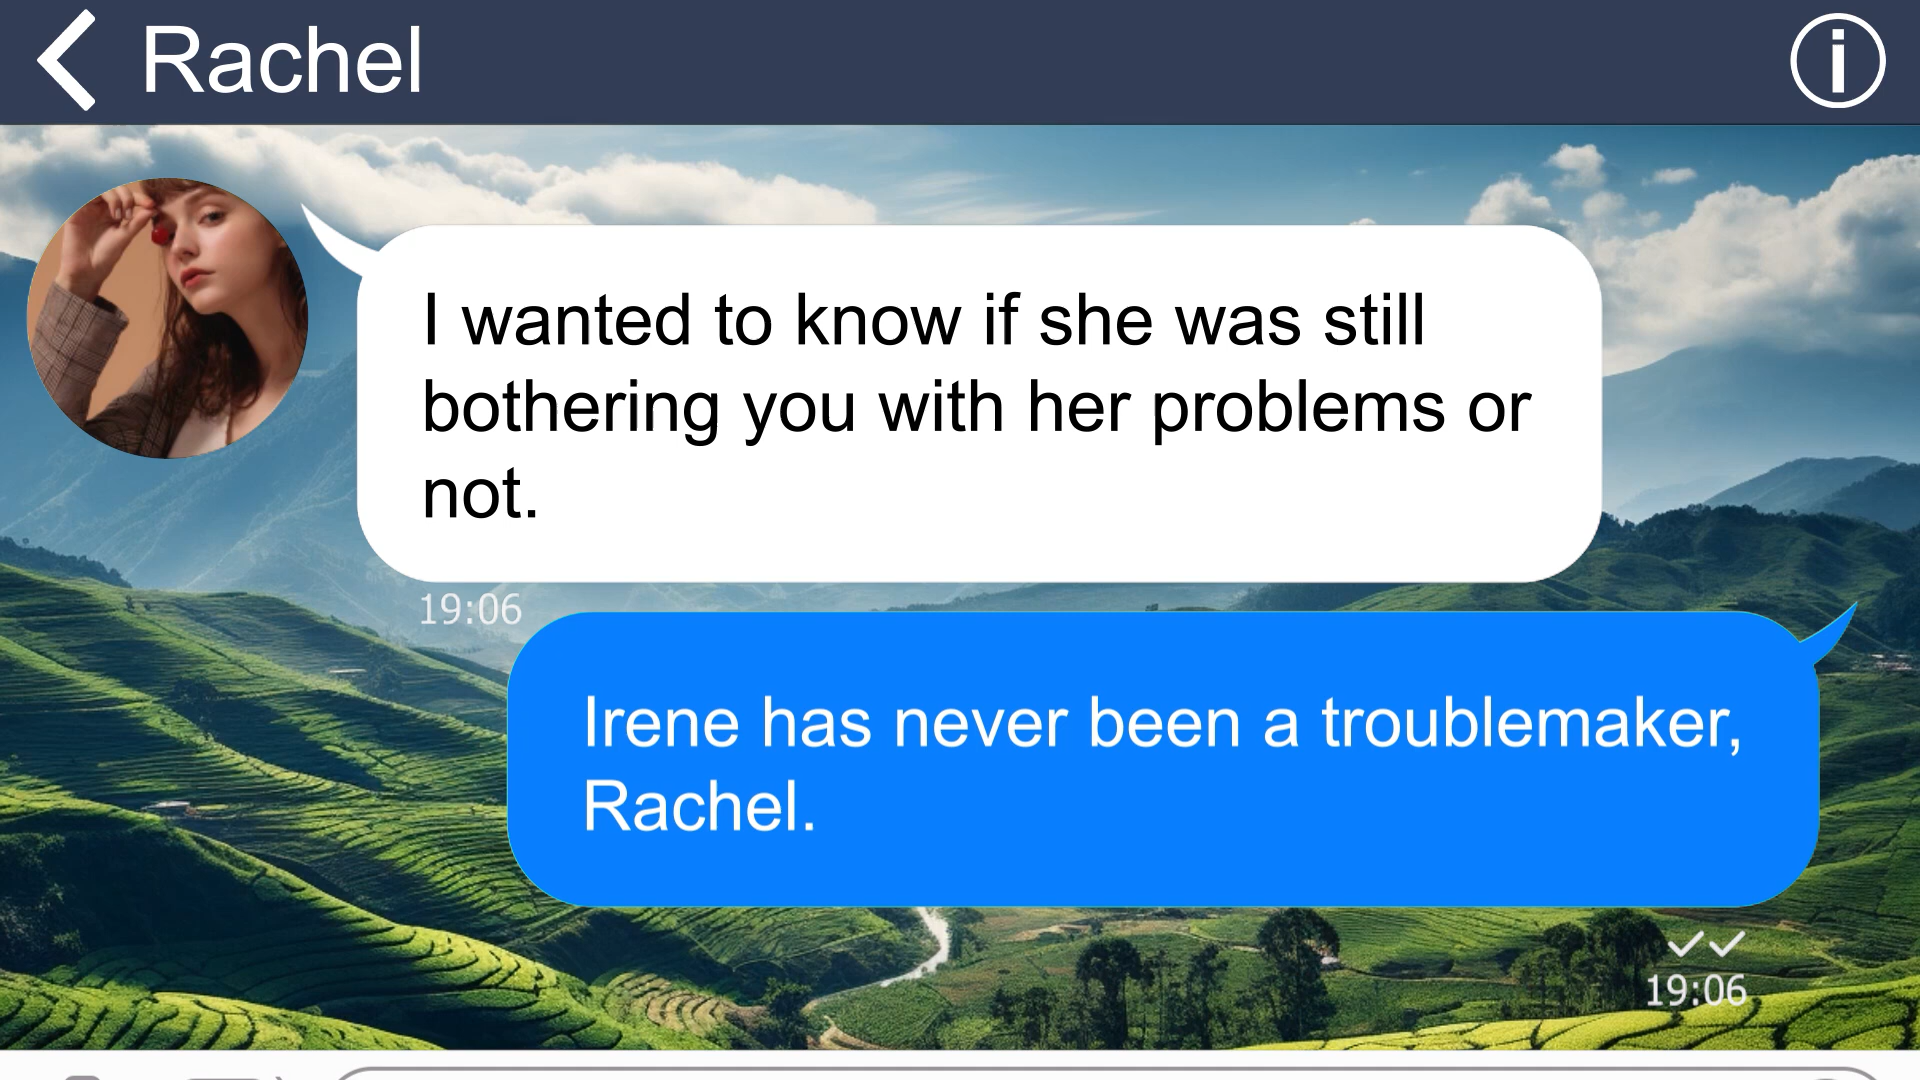 Rachel
I wanted to know if she was still
bothering you with her problems or
not.
19:06
Irene has never been a troublemaker,
Rachel.
19:06